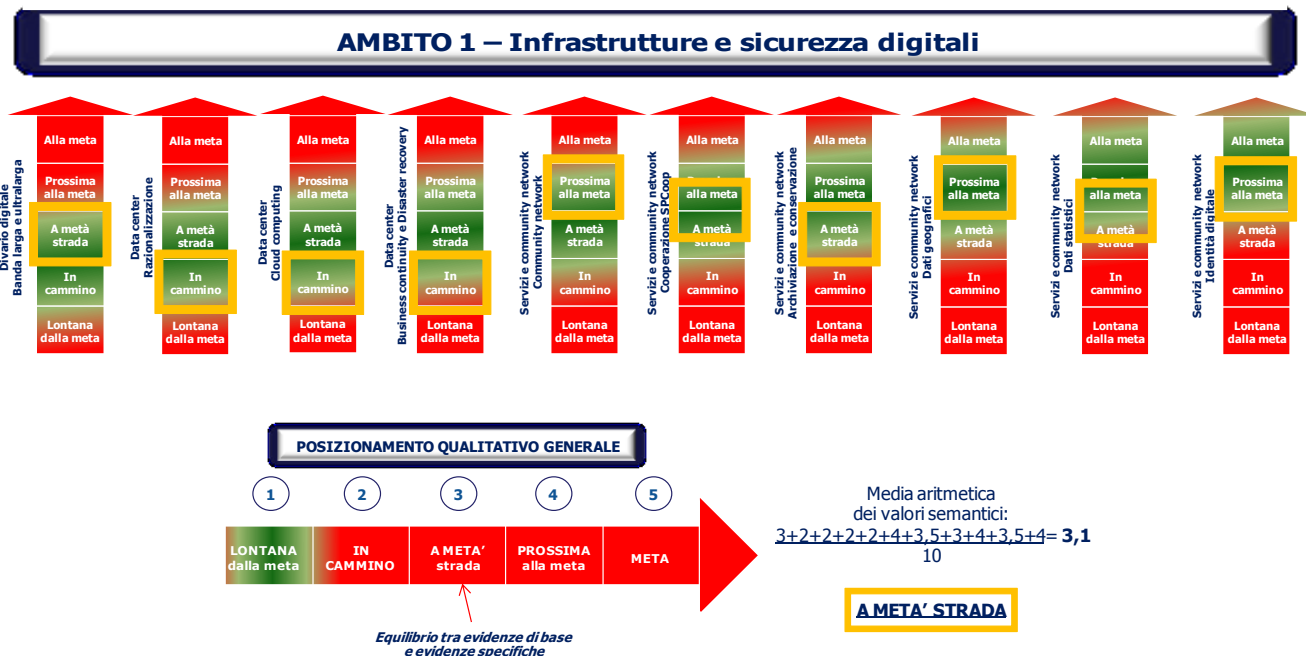 AMBITO 1 – Infrastrutture e sicurezza digitali
Divario digitale
Banda larga e ultralarga
Alla meta
Prossima
alla meta
A metà
strada
In
cammino
Lontana
dalla meta
Data center
Razionalizzazione
Alla meta
Prossima
alla meta
A metà
strada
In
cammino
Lontana
dalla meta
Data center
Cloud computing
Alla meta
Prossima
alla meta
A metà
strada
In
cammino
Lontana
dalla meta
Data center
Business continuity e Disaster recovery
Alla meta
Prossima
alla meta
A metà
strada
In
cammino
Lontana
dalla meta
Servizi e community network
Community network
Alla meta
Prossima
alla meta
A metà
strada
In
cammino
Lontana
dalla meta
Servizi e community network
Cooperazione SPCoop
Alla meta
Prossima
alla meta
A metà
strada
In
cammino
Lontana
dalla meta
Servizi e community network
Archiviazione e conservazione
Alla meta
Prossima
alla meta
A metà
strada
In
cammino
Lontana
dalla meta
Servizi e community network
Dati geografici
Alla meta
Prossima
alla meta
A metà
strada
In
cammino
Lontana
dalla meta
Servizi e community network
Dati statistici
Alla meta
Prossima
alla meta
A metà
strada
In
cammino
Lontana
dalla meta
Servizi e community network
Identità digitale
Alla meta
Prossima
alla meta
A metà
strada
In
cammino
Lontana
dalla meta
POSIZIONAMENTO QUALITATIVO GENERALE
1 2 3 4 5
LONTANA
dalla meta
IN
CAMMINO
A META’
strada
PROSSIMA
alla meta
META
Equilibrio tra evidenze di base
e evidenze specifiche
Media aritmetica
dei valori semantici:
3+2+2+2+2+4+3,5+3+4+3,5+4= 3,1
10
A META’ STRADA